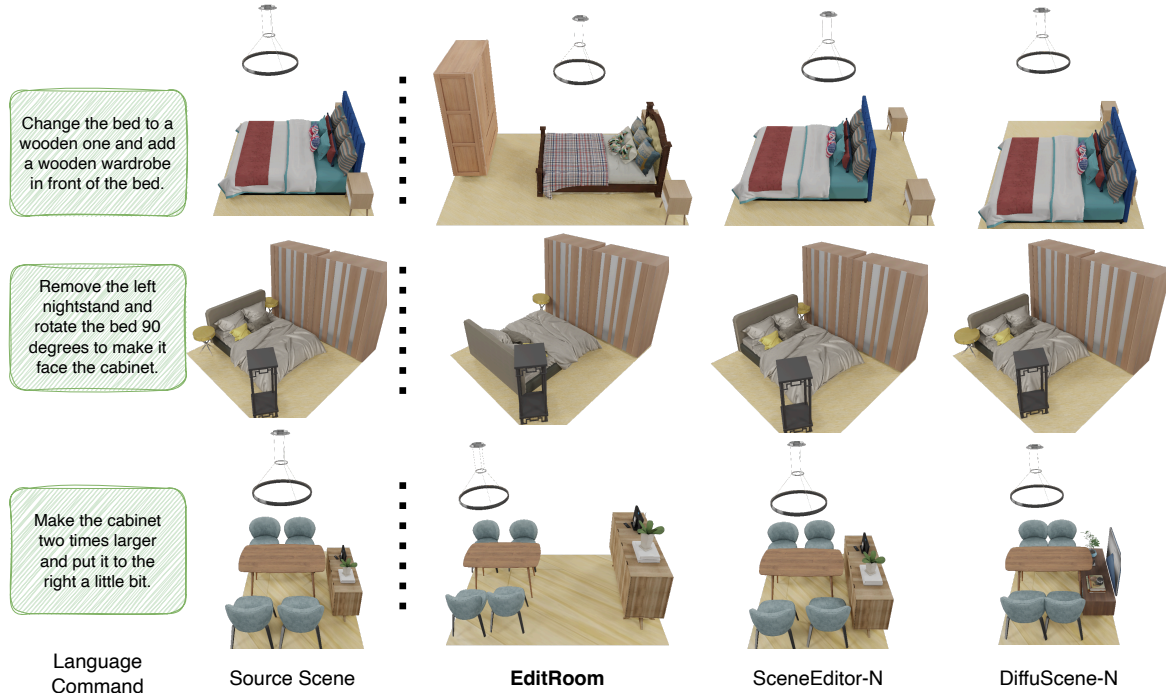 Change the bed to a
wooden one and add
a wooden wardrobe
in front of the bed.
Remove the left
nightstand and
rotate the bed 90
degrees to make it
face the cabinet.
Make the cabinet
two times larger
and put it to the
right a little bit.
Language
Command
Source Scene
EditRoom
SceneEditor-N
DiffuScene-N